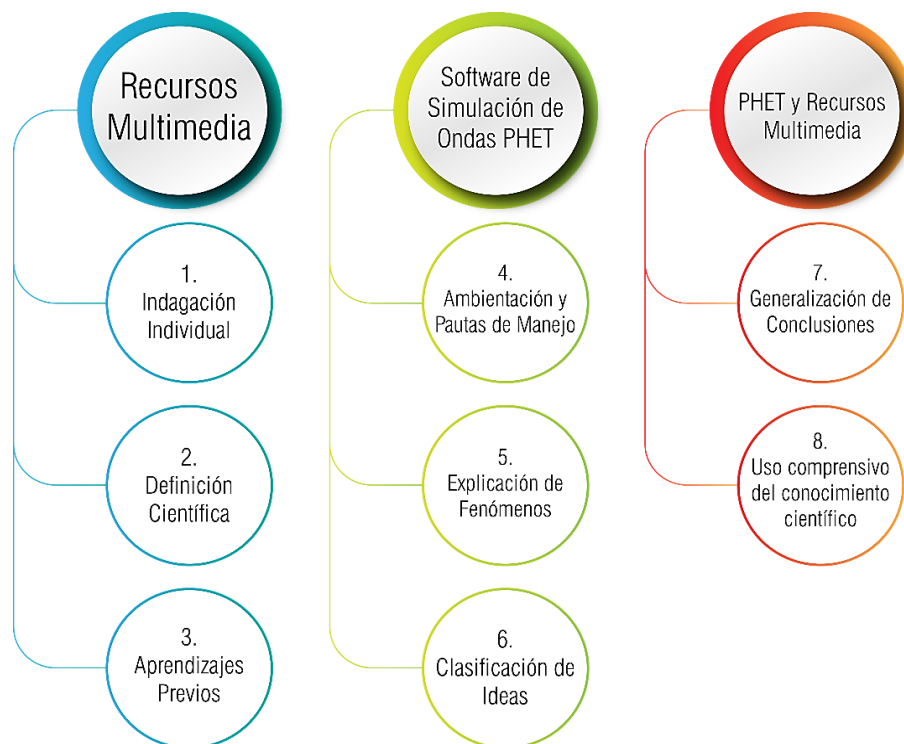 Recursos
Multimedia
1.
Indagación
Individual
2.
Definición
Científica
3.
Aprendizajes
Previos
Software de
Simulación de
Ondas PHET
4.
Ambientación y
Pautas de Manejo
5.
Explicación de
Fenómenos
6.
Clasificación de
Ideas
PHET y Recursos
Multimedia
7.
Generalización de
Conclusiones
8.
Uso comprensivo
del conocimiento
científico